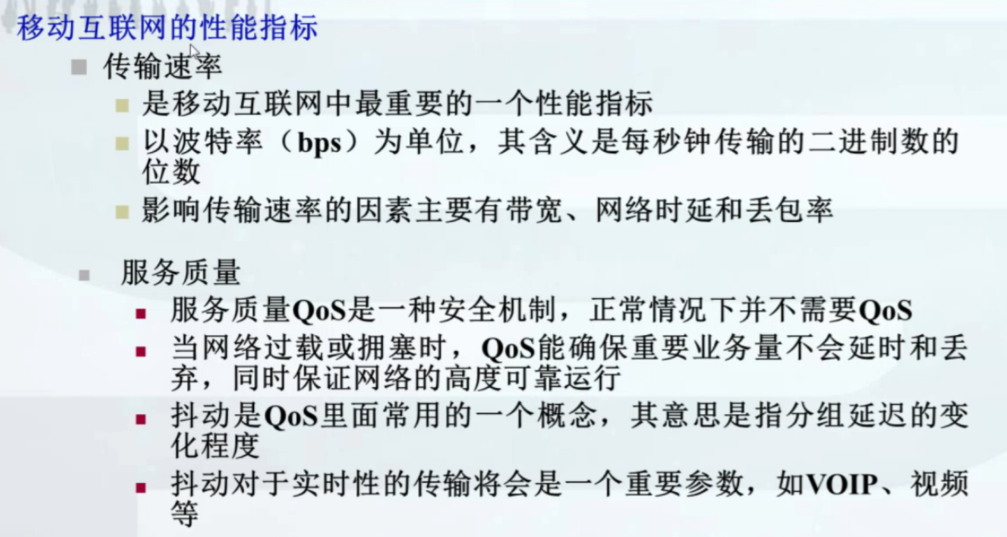 移动互联网的性能指标
传输速率
是移动互联网中最重要的一个性能指标
以波特率（bps）为单位，其含义是每秒钟传输的二进制数的
位数
影响传输速率的因素主要有带宽、网络时延和丢包率
服务质量
服务质量QoS是一种安全机制，正常情况下并不需要QoS
当网络过载或拥塞时，QoS能确保重要业务量不会延时和丢
弃，同时保证网络的高度可靠运行
抖动是QoS里面常用的一个概念，其意思是指分组延迟的变
化程度
抖动对于实时性的传输将会是一个重要参数，如VOIP、视频
等